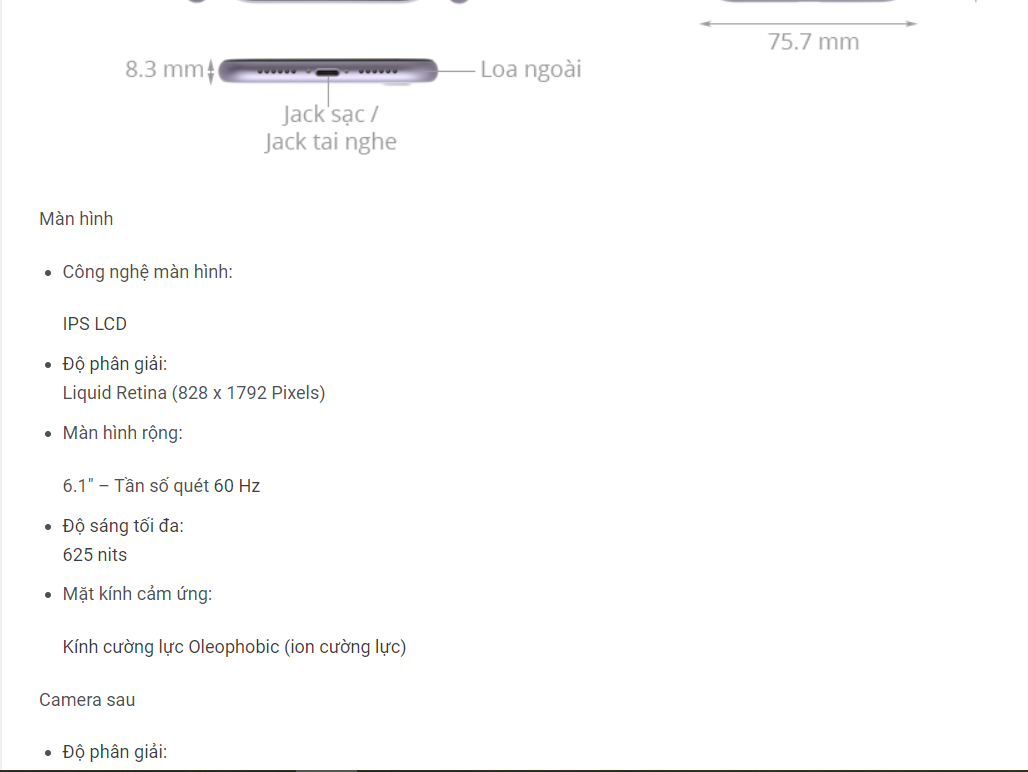 75.7 mm
8.3 mm
Loa ngoài
Jack sạc /
Jack tai nghe
Màn hình
Công nghệ màn hình:
IPS LCD
Độ phân giải:
Liquid Retina (828 x 1792 Pixels)
Màn hình rộng:
6.1" – Tần số quét 60 Hz
Độ sáng tối đa:
625 nits
Mặt kính cảm ứng:
Kính cường lực Oleophobic (ion cường lực)
Camera sau
Độ phân giải: